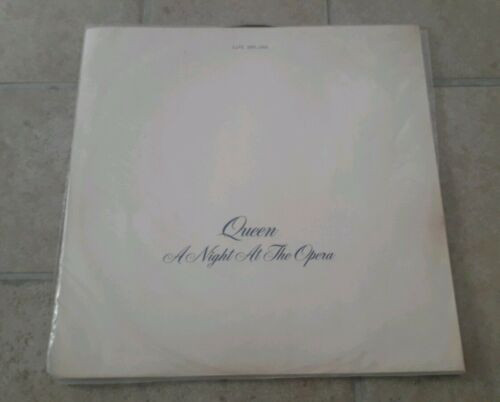 Queen
A Night At The Opera